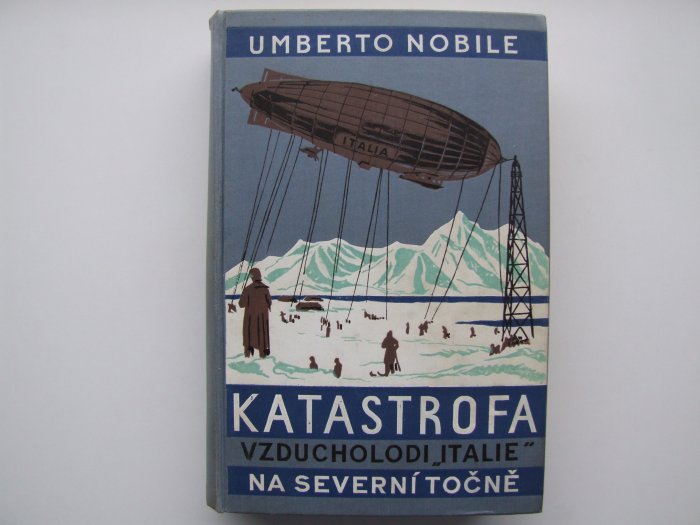 UMBERTO NOBILE
ITALIA
KATASTROFA
VZDUCHOLODI „ITALIE“
NA SEVERNÍ TOČNĚ